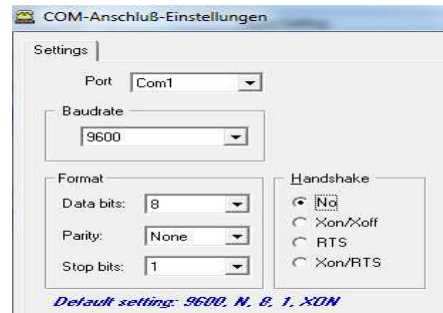 COM-Anschluß-Einstellungen
Settings
Port Com1
Baudrate
9600
Format
Data bits: 8
Parity: None
Stop bits: 1
Handshake
No
Xon/Xoff
RTS
Xon/RTS
Default setting: 9600, N, 8, 1, XON